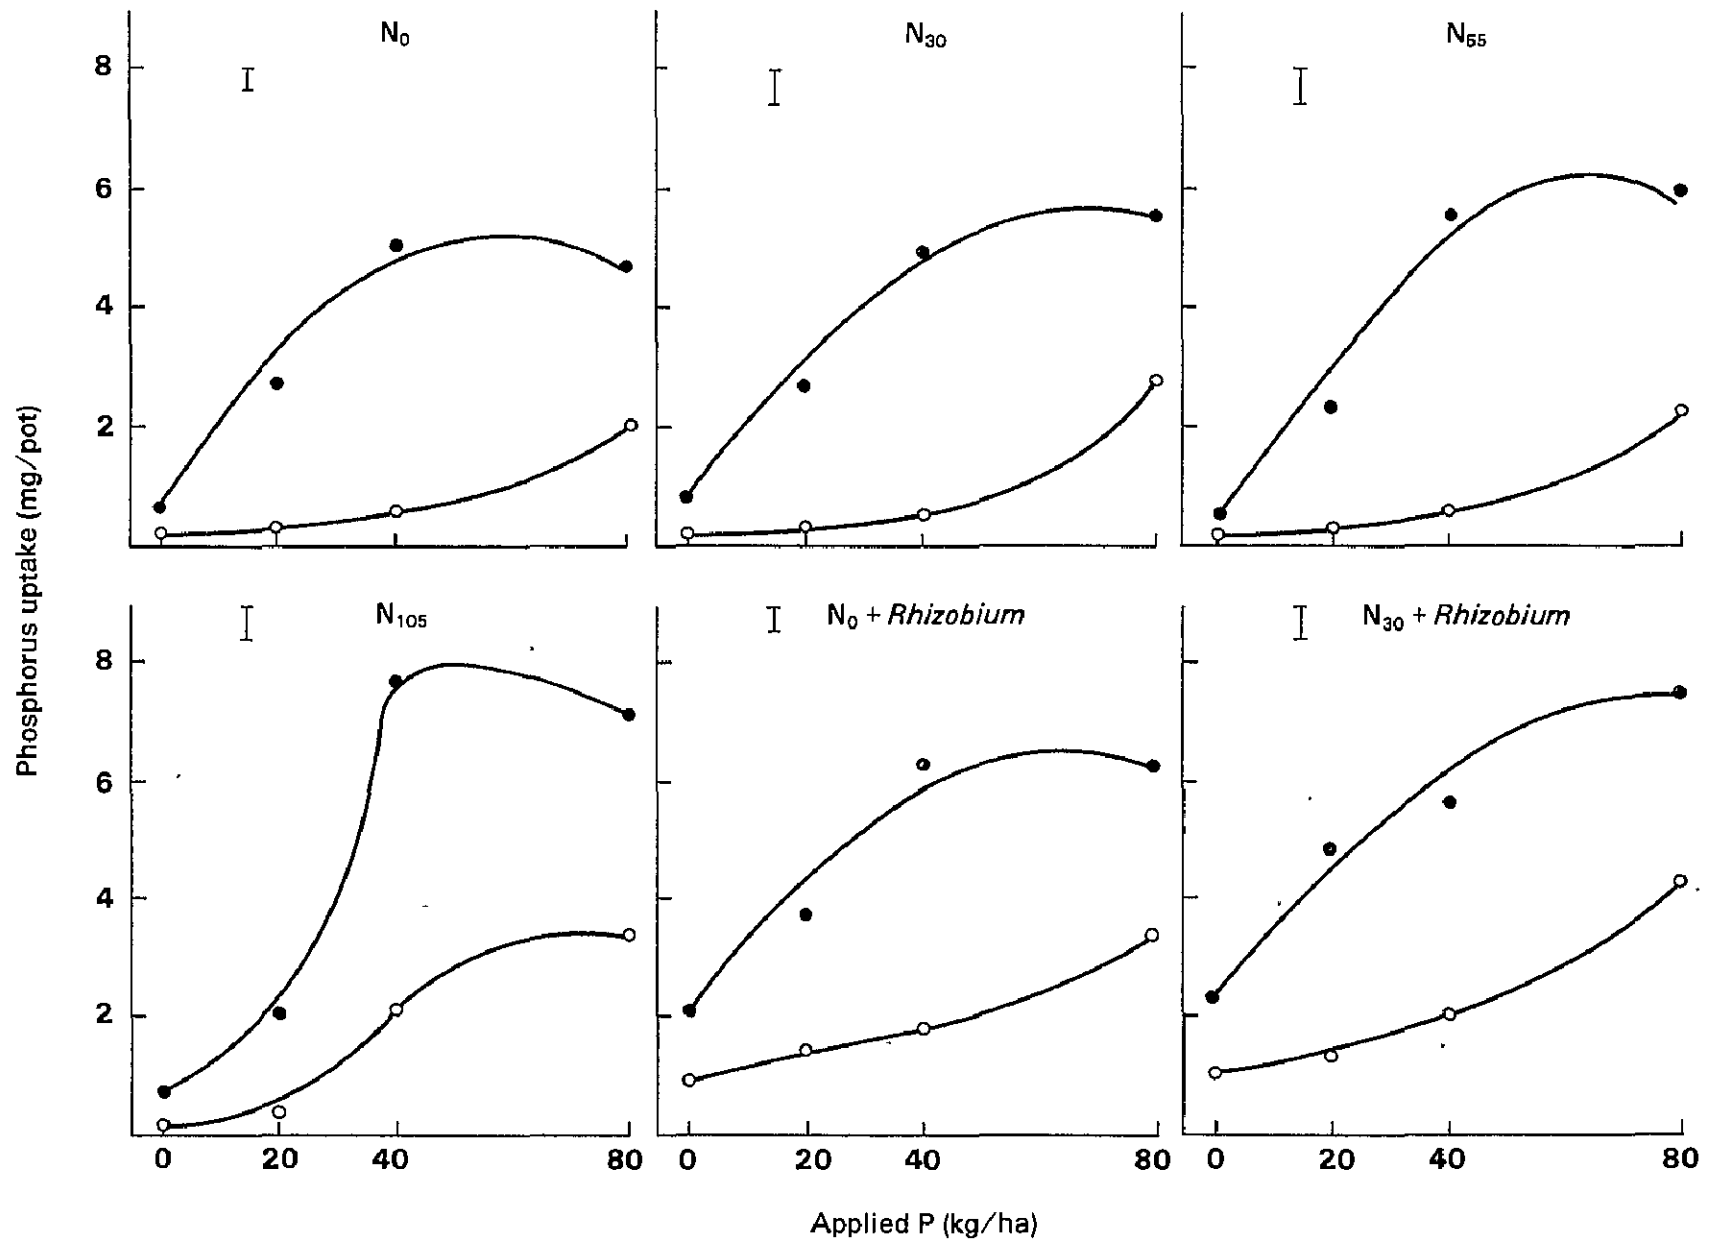 N₀
N₃₀
N₅₅
8
6
4
2
Phosphorus uptake (mg/pot)
N₁₀₅
N₀ + Rhizobium
N₃₀ + Rhizobium
8
6
4
2
0 20 40 80
0 20 40 80
0 20 40 80
Applied P (kg/ha)